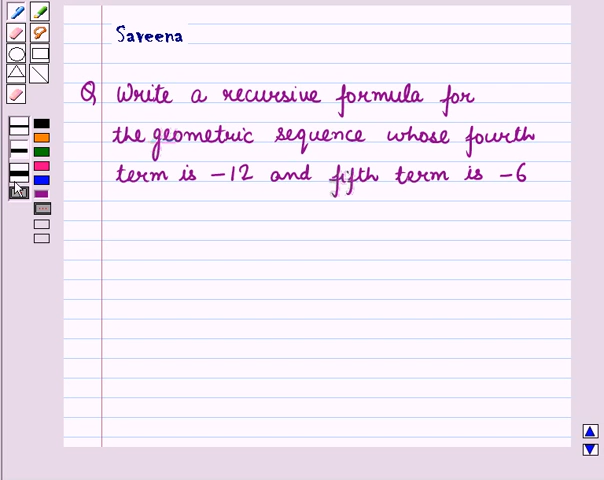 Saveena
Q Write a recursive formula for
the geometric sequence whose fourth
term is -12 and fifth term is -6